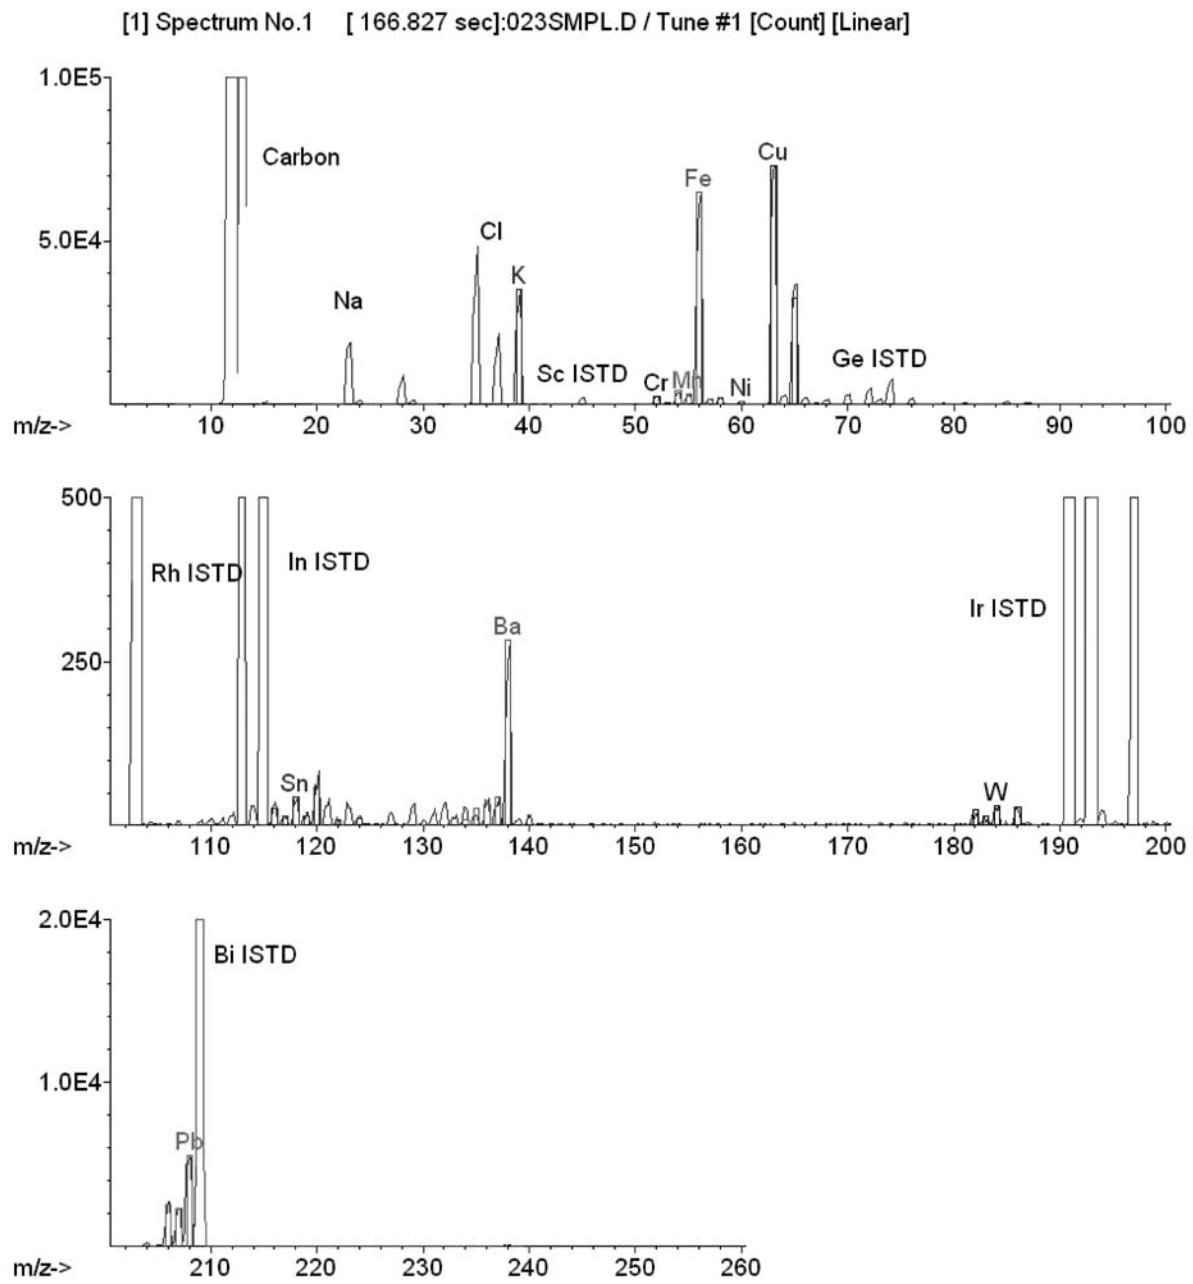 [1] Spectrum No.1 [ 166.827 sec]:023SMPL.D / Tune #1 [Count] [Linear]
1.0E5
Carbon
Cu
Fe
5.0E4
Cl
K
Na
Ge ISTD
Sc ISTD
Cr
Ni
m/z-> 10 20 30 40 50 60 70 80 90 100
500
In ISTD
Rh ISTD
Ir ISTD
Ba
250
Sn
W
m/z-> 110 120 130 140 150 160 170 180 190 200
2.0E4
Bi ISTD
1.0E4
Pb
m/z-> 210 220 230 240 250 260